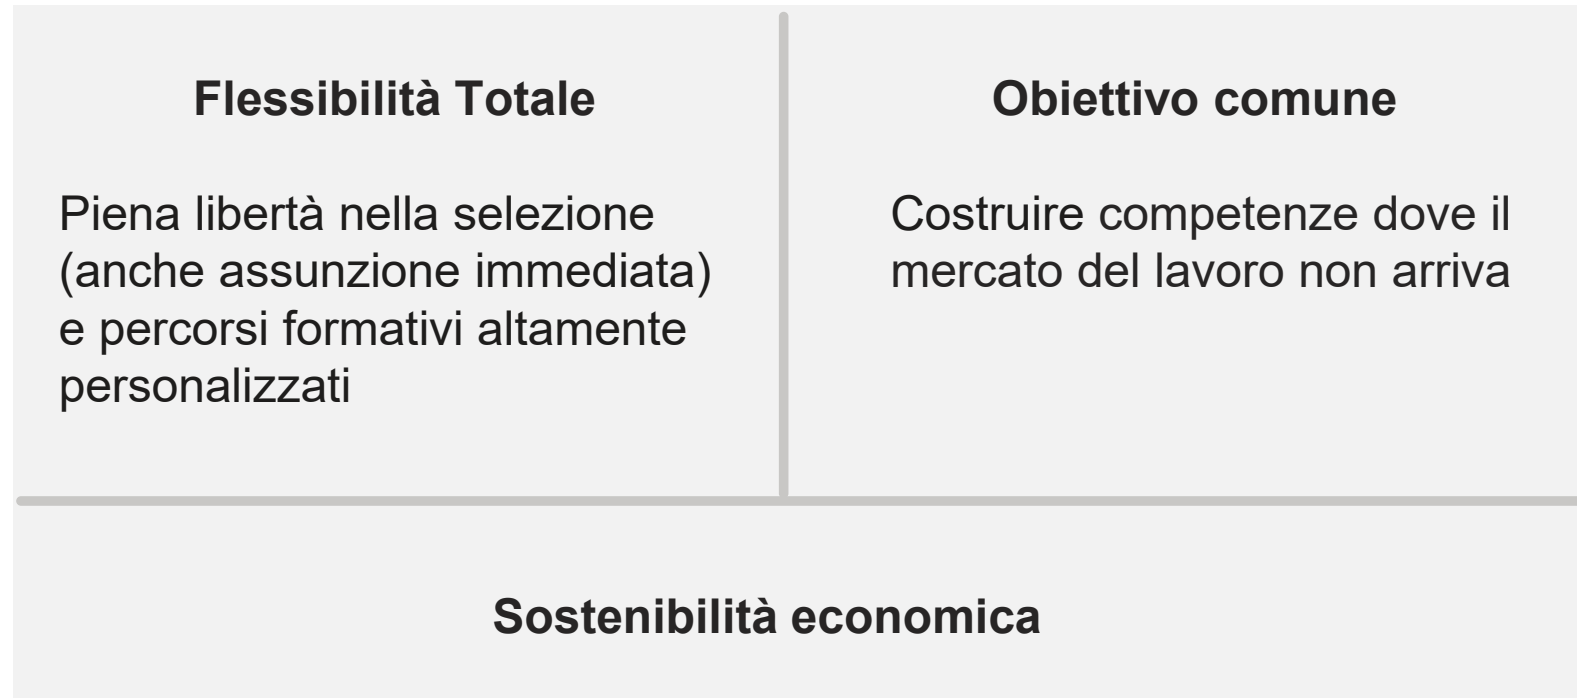 Flessibilità Totale
Piena libertà nella selezione
(anche assunzione immediata)
e percorsi formativi altamente
personalizzati
Obiettivo comune
Costruire competenze dove il
mercato del lavoro non arriva
Sostenibilità economica